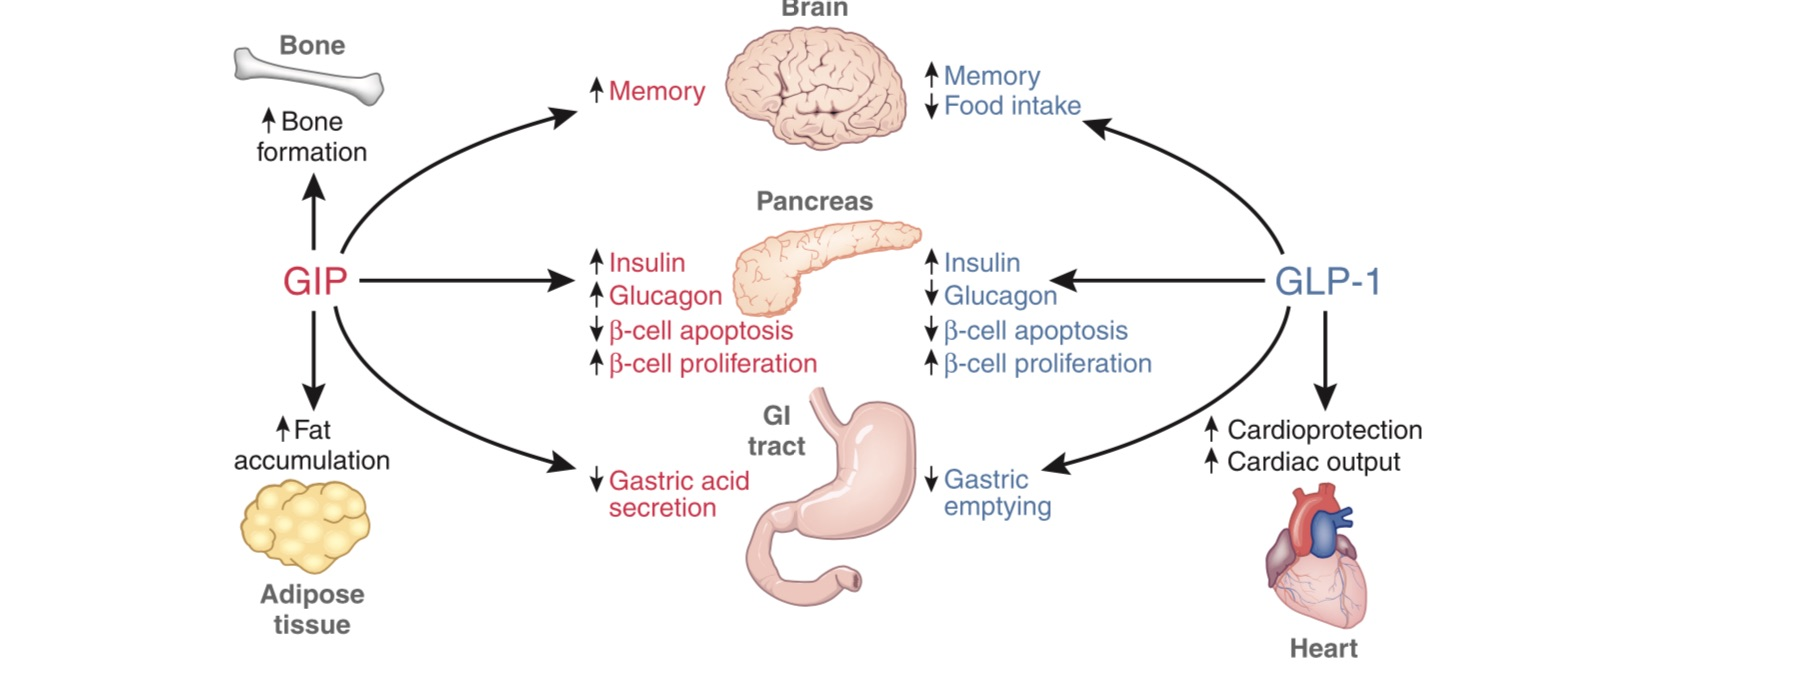 Brain
Bone
↑ Bone
formation
↑ Memory
↑ Memory
↓ Food intake
Pancreas
GIP
↑ Insulin
↑ Glucagon
↓ β-cell apoptosis
↑ β-cell proliferation
↑ Insulin
↓ Glucagon
↓ β-cell apoptosis
↑ β-cell proliferation
GLP-1
↑ Fat
accumulation
Adipose
tissue
GI
tract
↓ Gastric acid
secretion
↓ Gastric
emptying
↑ Cardioprotection
↑ Cardiac output
Heart